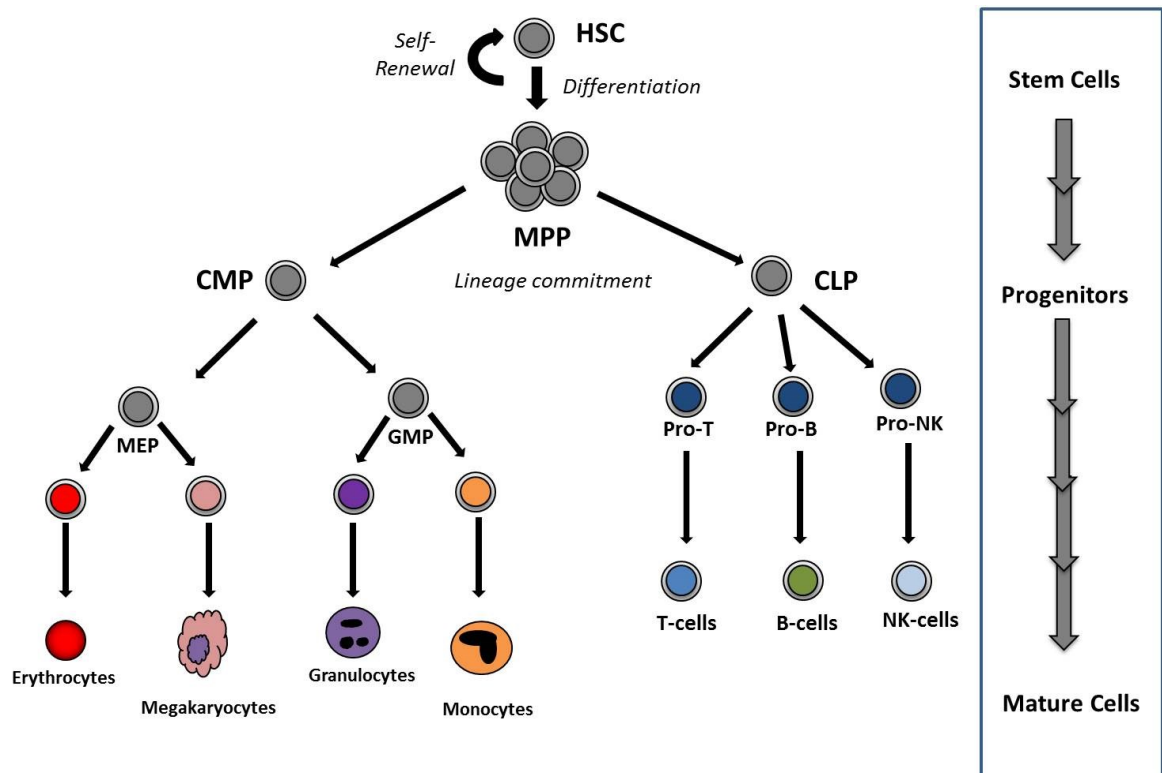 HSC
Self-
Renewal
Differentiation
MPP
Lineage commitment
CMP
CLP
MEP
GMP
Pro-T
Pro-B
Pro-NK
T-cells
B-cells
NK-cells
Erythrocytes
Megakaryocytes
Granulocytes
Monocytes
Stem Cells
Progenitors
Mature Cells